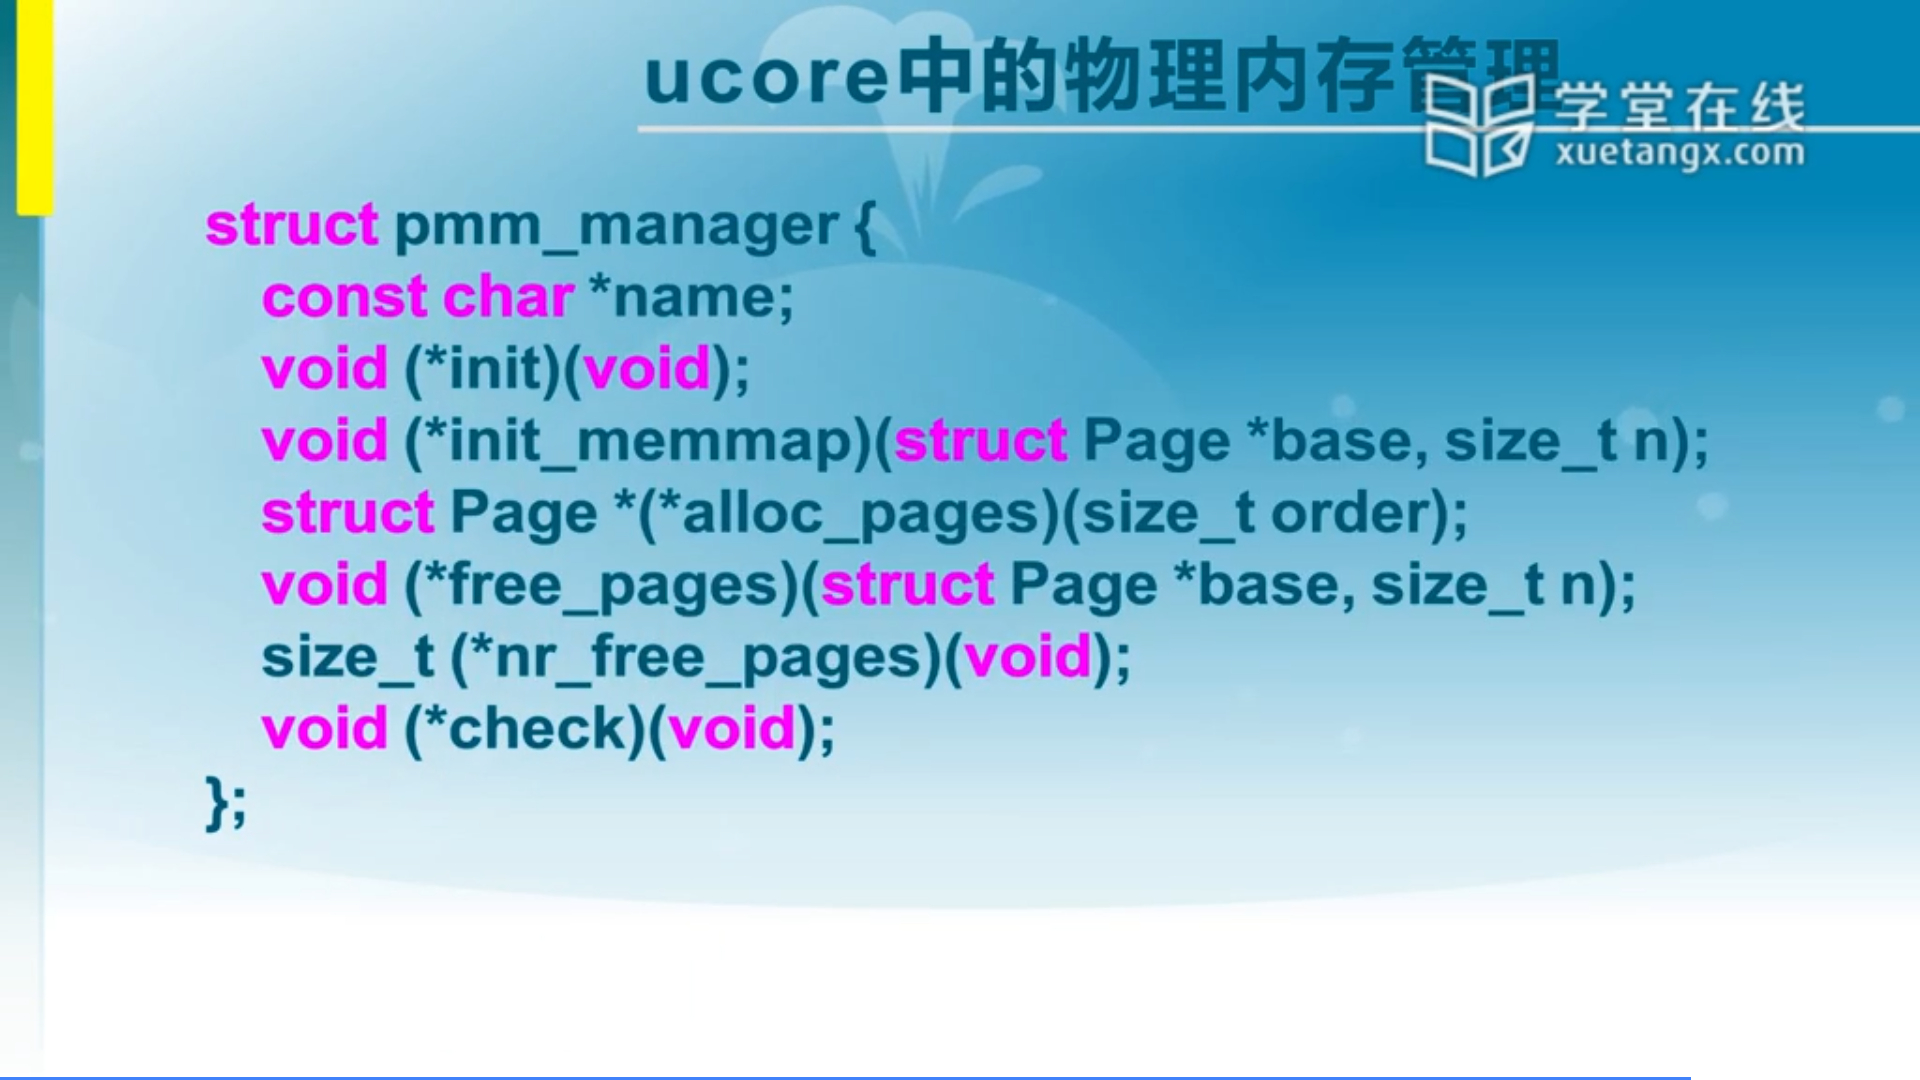 ucore中的物理内存管理
学堂在线
xuetangx.com
struct pmm_manager {
const char *name;
void (*init)(void);
void (*init_memmap)(struct Page *base, size_t n);
struct Page *(*alloc_pages)(size_t order);
void (*free_pages)(struct Page *base, size_t n);
size_t (*nr_free_pages)(void);
void (*check)(void);
};